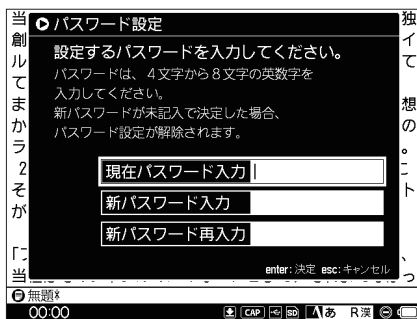 パスワード設定
設定するパスワードを入力してください。
パスワードは、4文字から8文字の英数字を
入力してください。
新パスワードが未記入で決定した場合、
パスワード設定が解除されます。
現在パスワード入力
新パスワード入力
新パスワード再入力
enter:決定 esc:キャンセル
無題*
00:00 CAP SD あ R漢